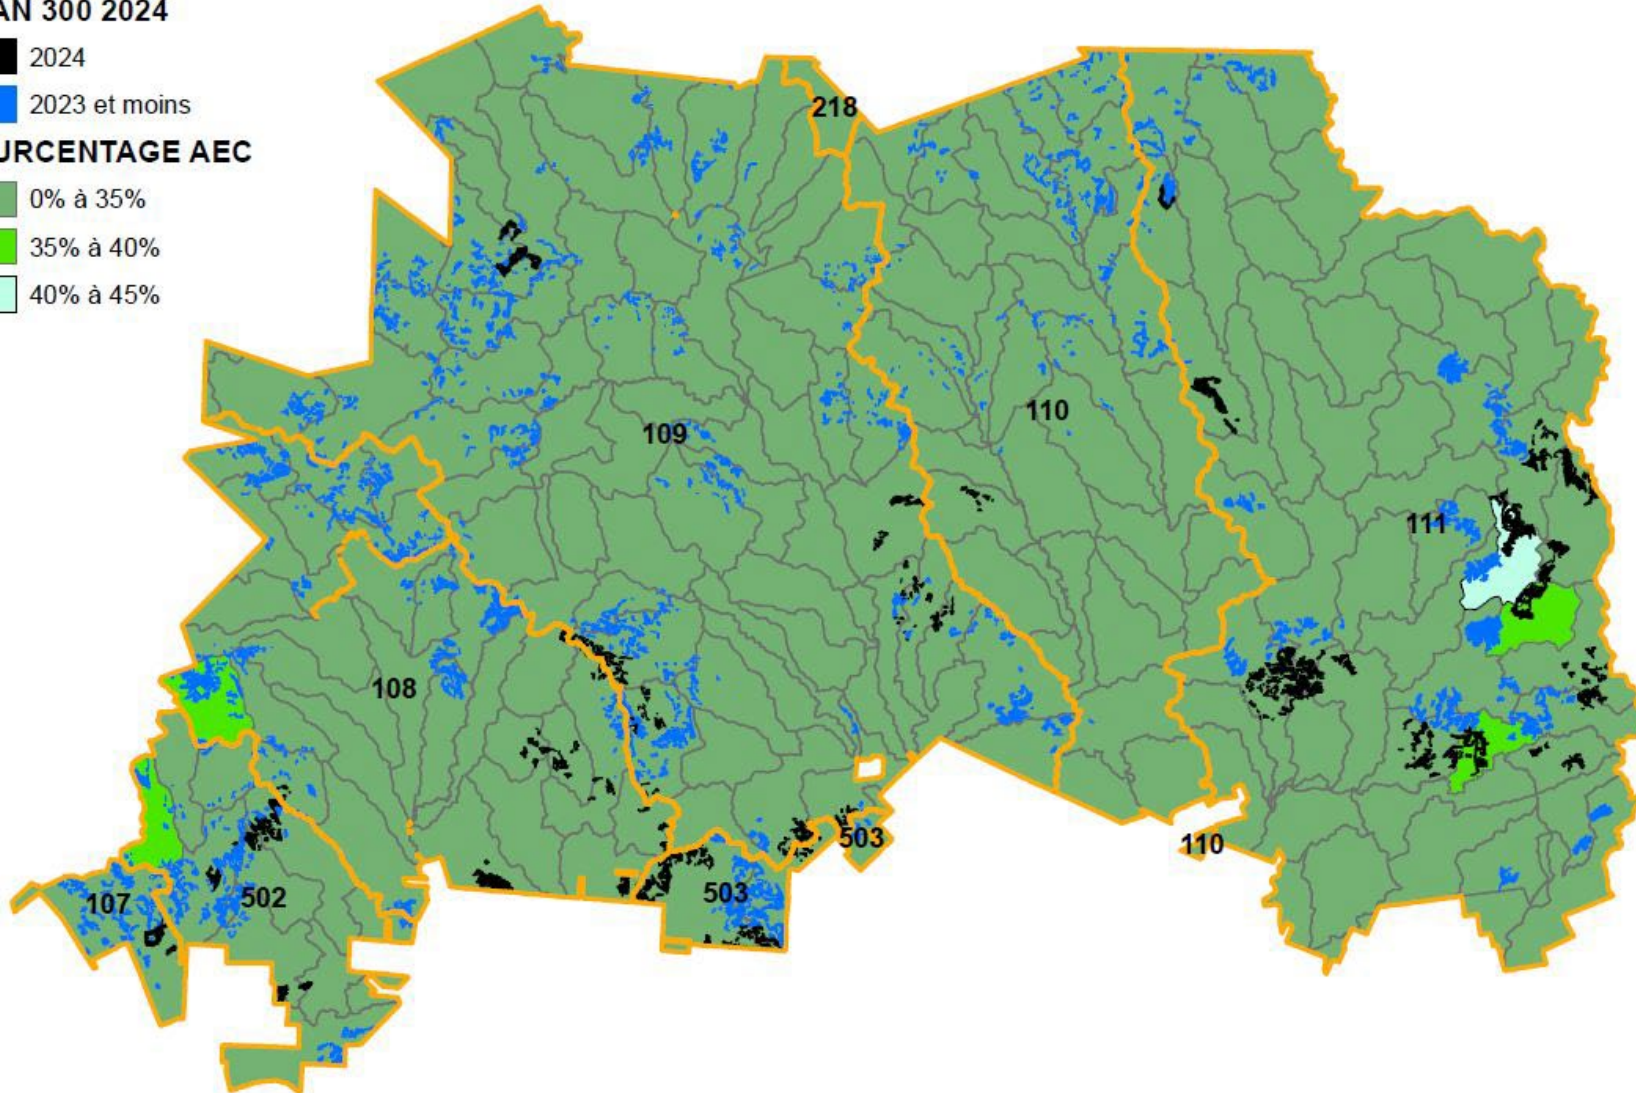 AN 300 2024
2024
2023 et moins
URCENTAGE AEC
0% à 35%
35% à 40%
40% à 45%
218
109
110
111
108
110
503
503
107
502